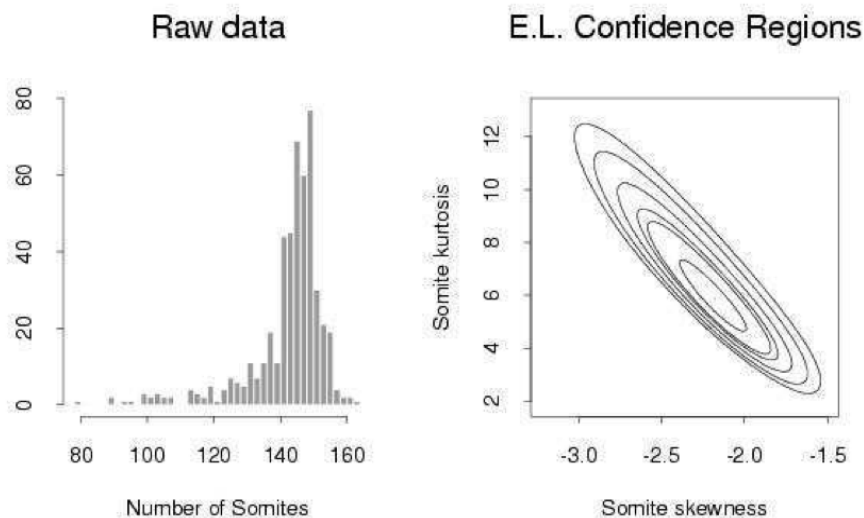 Raw data
80
60
40
20
0
80 100 120 140 160
Number of Somites
E.L. Confidence Regions
Somite kurtosis
12
10
8
6
4
2
-3.0 -2.5 -2.0 -1.5
Somite skewness